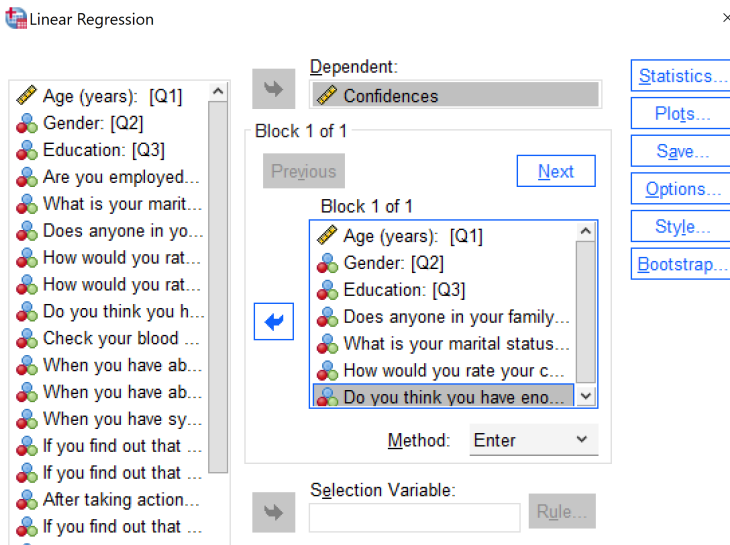 Linear Regression
Age (years):  [Q1]
Gender: [Q2]
Education: [Q3]
Are you employed...
What is your marit...
Does anyone in yo...
How would you rat...
How would you rat...
Do you think you h...
Check your blood ...
When you have ab...
When you have ab...
When you have sy...
If you find out that ...
If you find out that ...
After taking action...
If you find out that ...
Dependent:
Confidences
Block 1 of 1
Previous
Next
Block 1 of 1
Age (years):  [Q1]
Gender: [Q2]
Education: [Q3]
Does anyone in your family...
What is your marital status...
How would you rate your c...
Do you think you have eno...
Method:
Enter
Selection Variable:
Rule...
Statistics...
Plots...
Save...
Options...
Style...
Bootstrap...